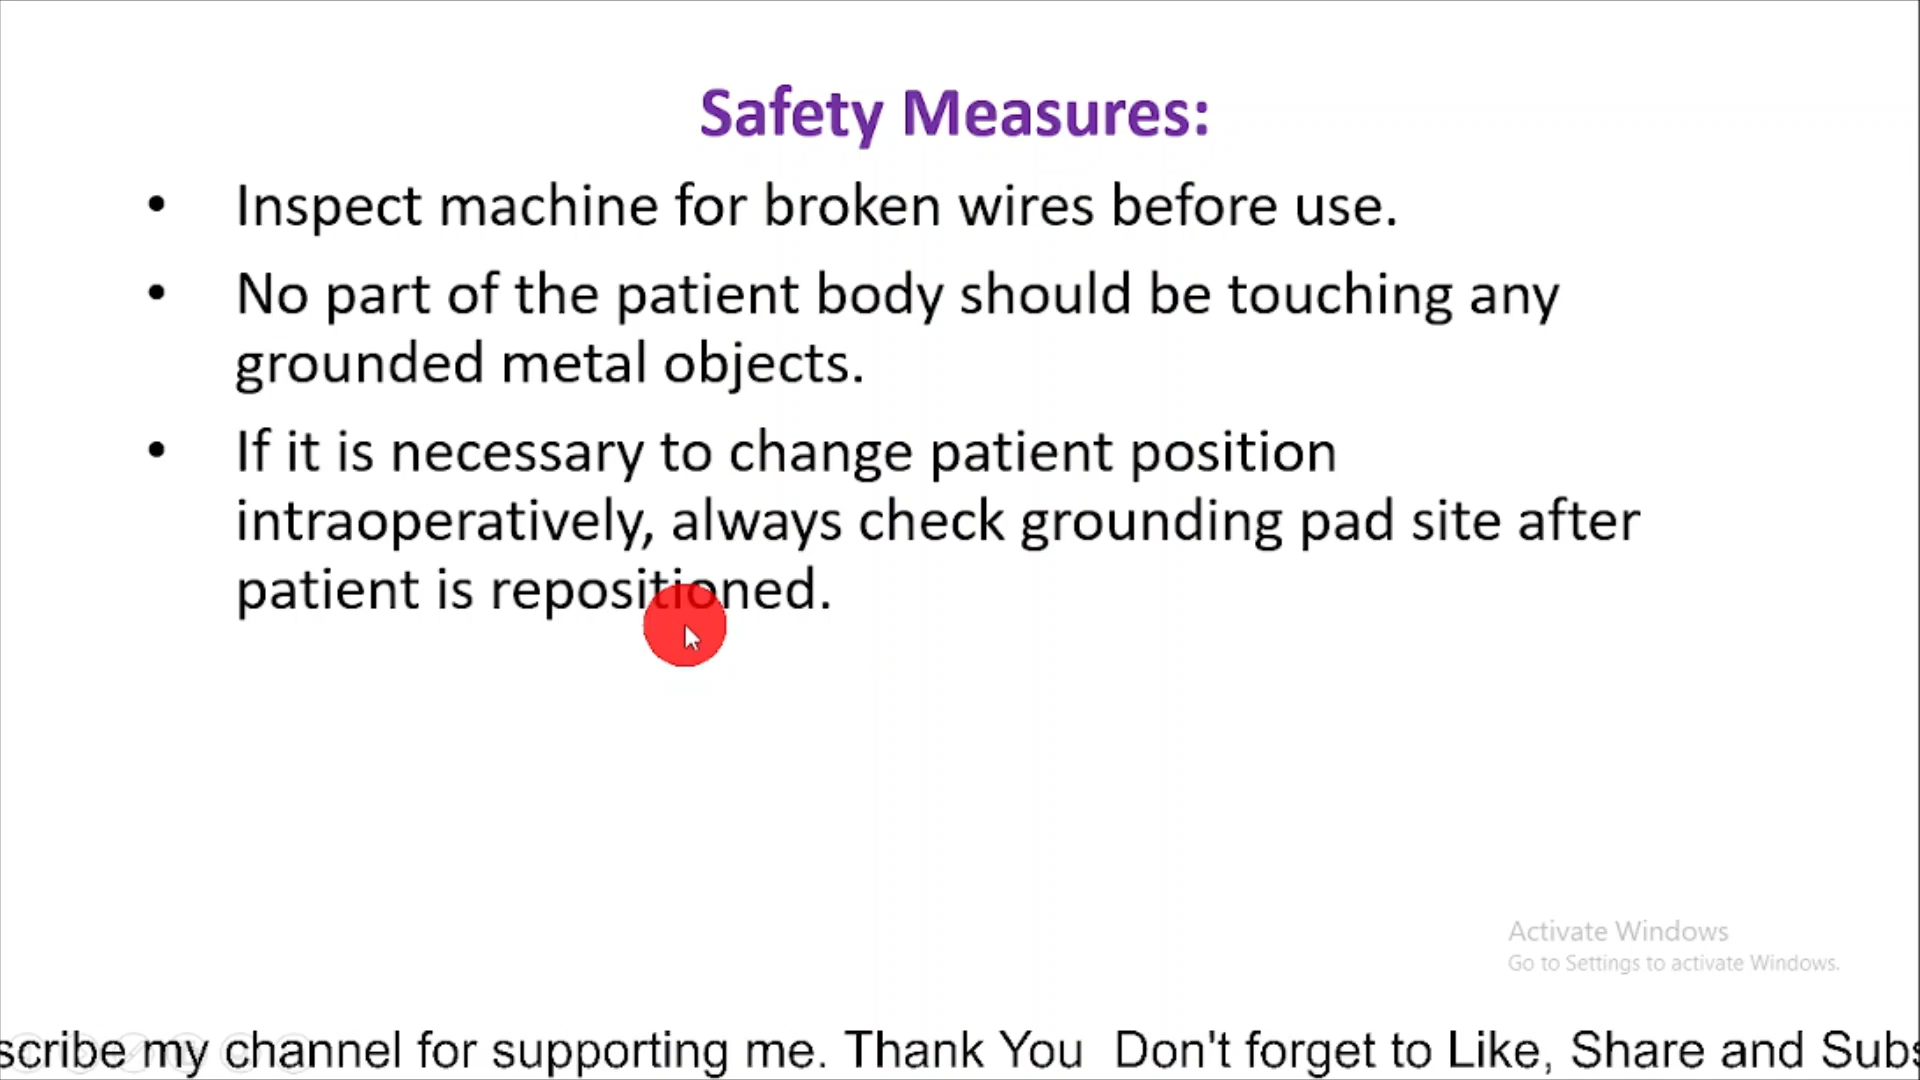 Safety Measures:
• Inspect machine for broken wires before use.
• No part of the patient body should be touching any
grounded metal objects.
• If it is necessary to change patient position
intraoperatively, always check grounding pad site after
patient is repositioned.
Activate Windows
Go to Settings to activate Windows.
scribe my channel for supporting me. Thank You Don't forget to Like, Share and Subs